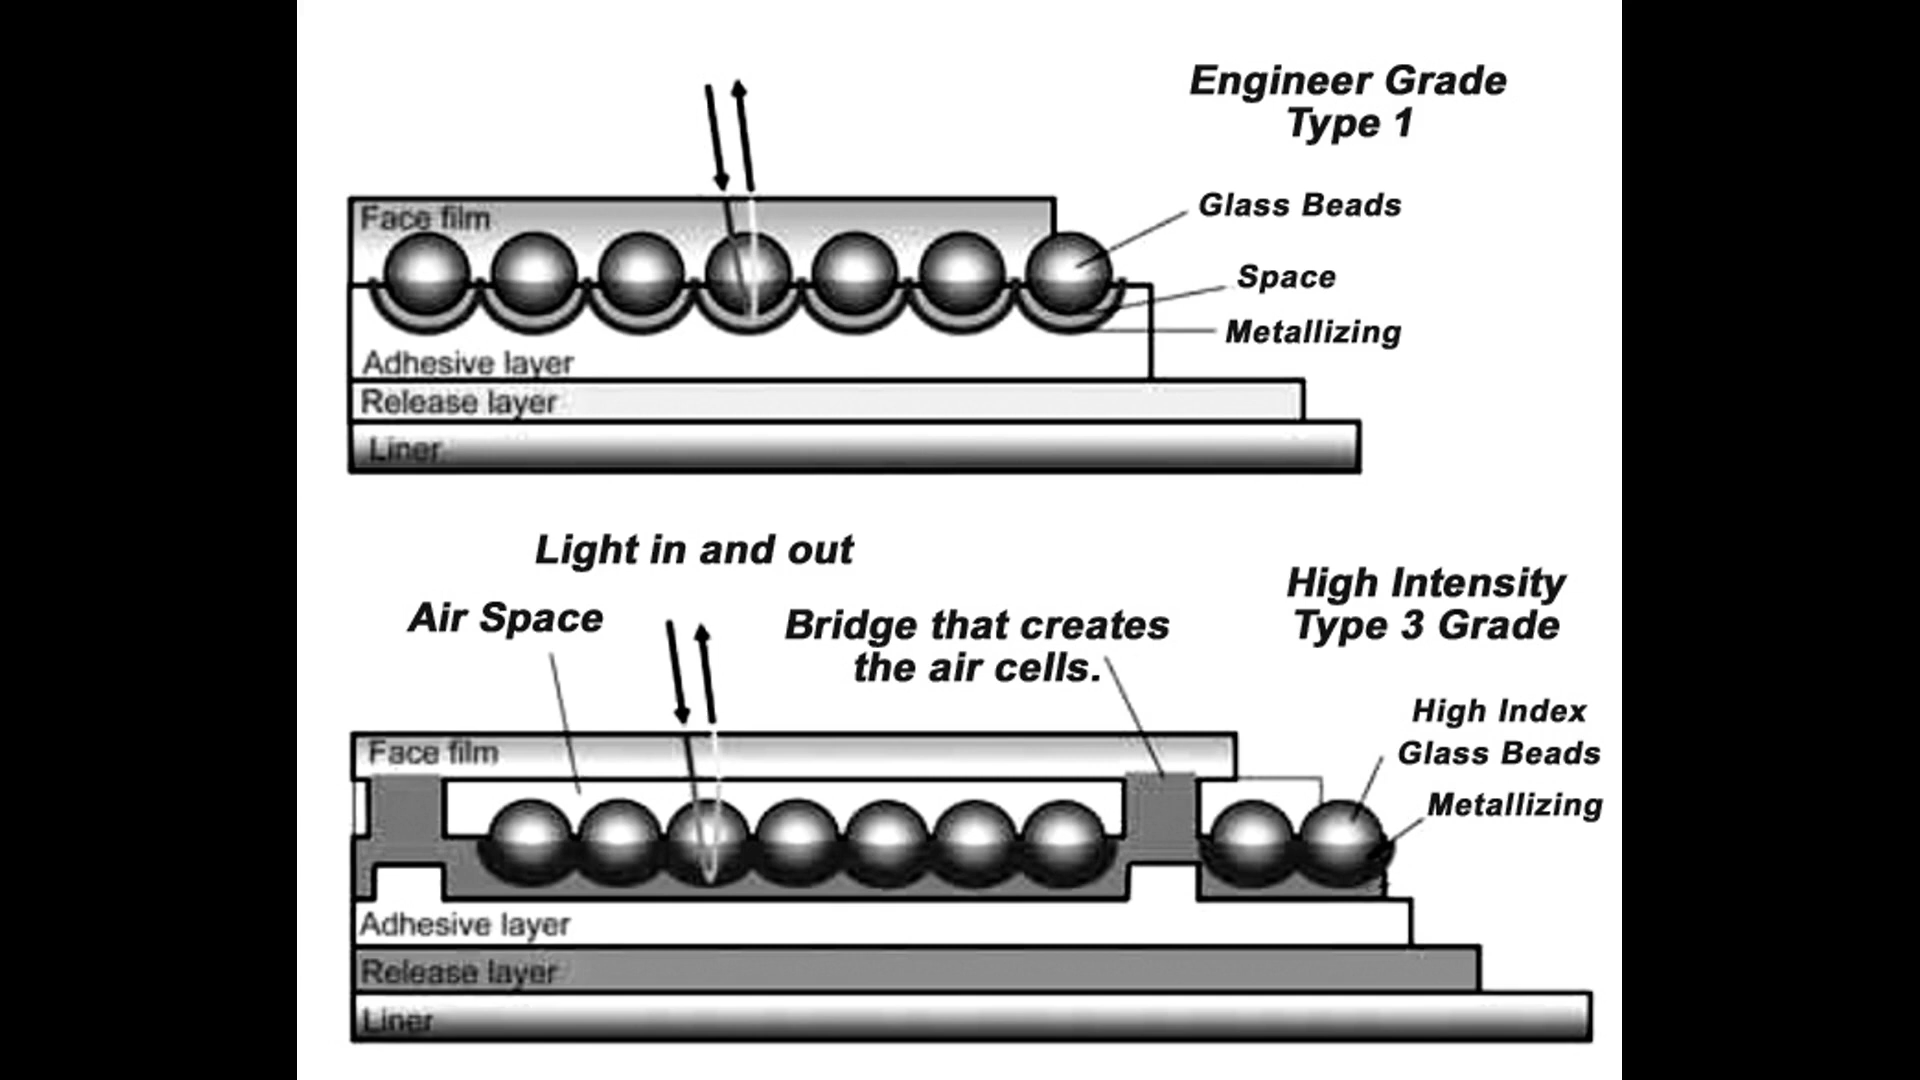 Engineer Grade
Type 1
Face film
Glass Beads
Space
Metallizing
Adhesive layer
Release layer
Liner
Light in and out
High Intensity
Type 3 Grade
Air Space
Bridge that creates
the air cells.
High Index
Glass Beads
Face film
Metallizing
Adhesive layer
Release layer
Liner